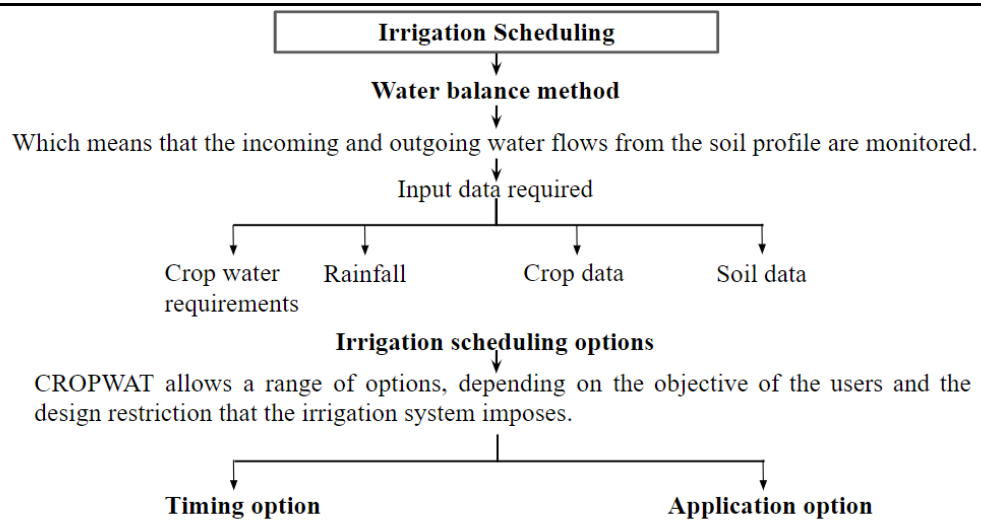 Irrigation Scheduling
Water balance method
Which means that the incoming and outgoing water flows from the soil profile are monitored.
Input data required
Crop water
requirements
Rainfall
Crop data
Soil data
Irrigation scheduling options
CROPWAT allows a range of options, depending on the objective of the users and the
design restriction that the irrigation system imposes.
Timing option
Application option